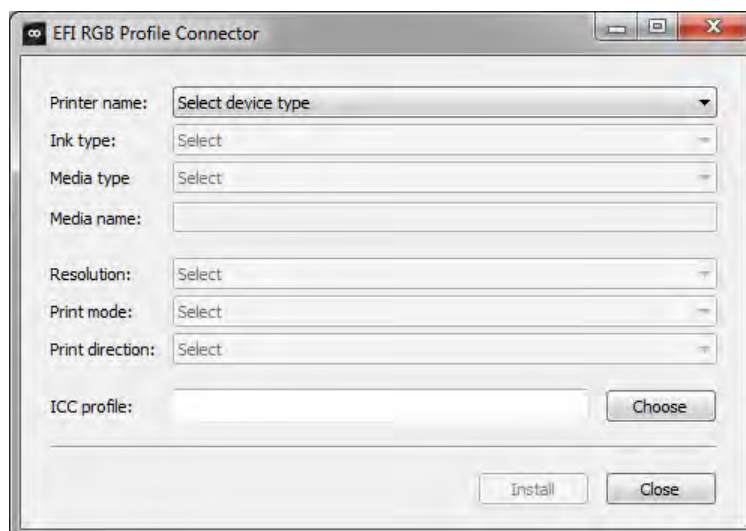 EFI RGB Profile Connector
Printer name: Select device type
Ink type: Select
Media type Select
Media name:
Resolution: Select
Print mode: Select
Print direction: Select
ICC profile: Choose
Install Close